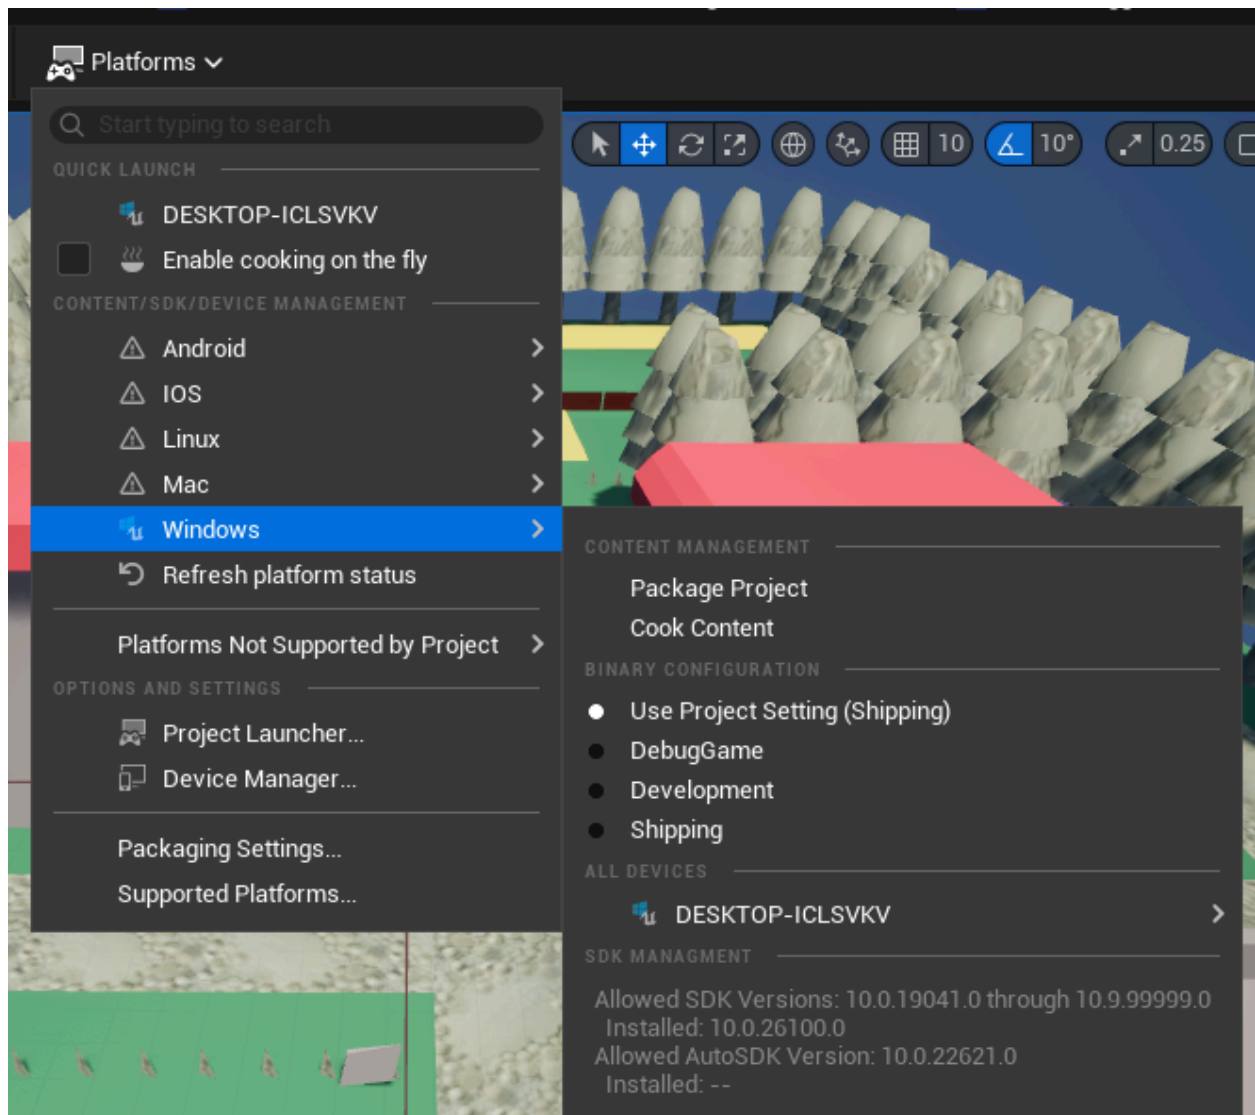 Platforms
Start typing to search
10
10°
0.25
QUICK LAUNCH
DESKTOP-ICLSVKV
Enable cooking on the fly
CONTENT/SDK/DEVICE MANAGEMENT
Android
IOS
Linux
Mac
Windows
Refresh platform status
Platforms Not Supported by Project
OPTIONS AND SETTINGS
Project Launcher...
Device Manager...
Packaging Settings...
Supported Platforms...
CONTENT MANAGEMENT
Package Project
Cook Content
BINARY CONFIGURATION
Use Project Setting (Shipping)
DebugGame
Development
Shipping
ALL DEVICES
DESKTOP-ICLSVKV
SDK MANAGMENT
Allowed SDK Versions: 10.0.19041.0 through 10.9.99999.0
Installed: 10.0.26100.0
Allowed AutoSDK Version: 10.0.22621.0
Installed: --